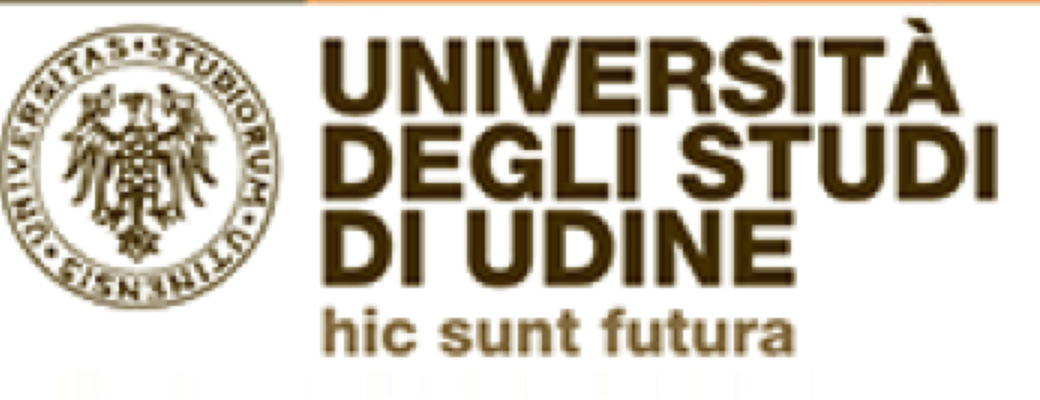 UNIVERSITAS • STUDIORUM • UTINENSIS •
UNIVERSITÀ
DEGLI STUDI
DI UDINE
hic sunt futura